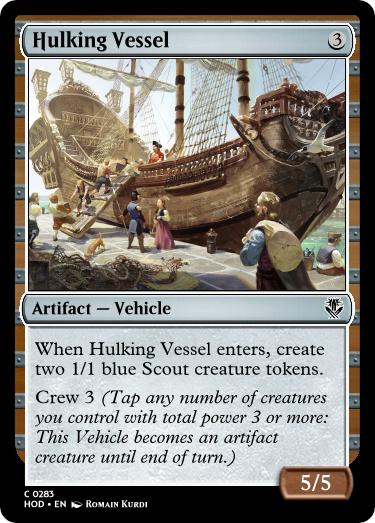 Hulking Vessel 3
Artifact — Vehicle
When Hulking Vessel enters, create
two 1/1 blue Scout creature tokens.
Crew 3 (Tap any number of creatures
you control with total power 3 or more:
This Vehicle becomes an artifact
creature until end of turn.)
5/5
C 0283
HOD • EN Romain Kurdi